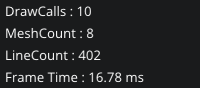 DrawCalls : 10
MeshCount : 8
LineCount : 402
Frame Time : 16.78 ms